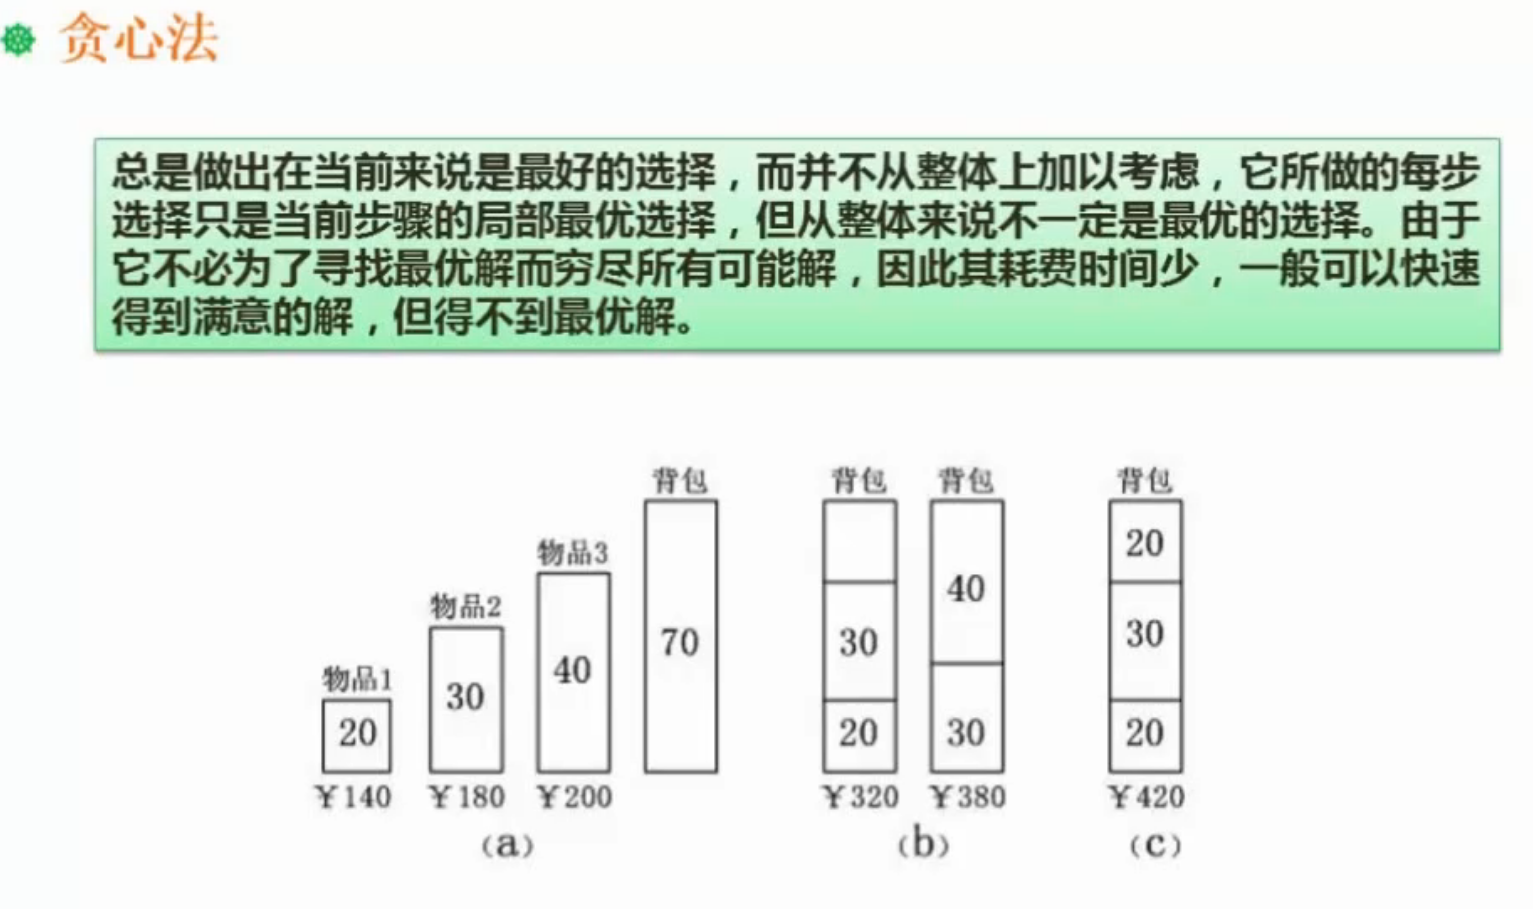 贪心法
总是做出在当前来说是最好的选择，而并不从整体上加以考虑，它所做的每步
选择只是当前步骤的局部最优选择，但从整体来说不一定是最优的选择。由于
它不必为了寻找最优解而穷尽所有可能解，因此其耗费时间少，一般可以快速
得到满意的解，但得不到最优解。
物品1
20
¥140
物品2
30
¥180
物品3
40
¥200
背包
70
(a)
背包
30
20
¥320
背包
40
30
¥380
(b)
背包
20
30
20
¥420
(c)